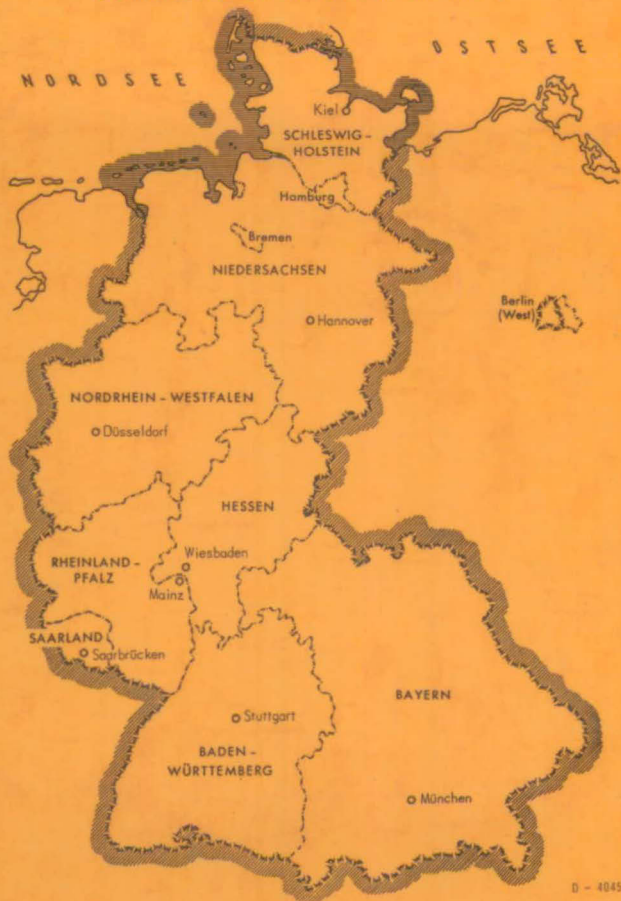 OSTSEE
NORDSEE
Kiel
SCHLESWIG-
HOLSTEIN
Hamburg
Bremen
NIEDERSACHSEN
Hannover
Berlin
(West)
NORDRHEIN-WESTFALEN
Düsseldorf
HESSEN
RHEINLAND-
PFALZ
Wiesbaden
Mainz
SAARLAND
Saarbrücken
BAYERN
Stuttgart
BADEN-
WÜRTTEMBERG
München
D - 4045